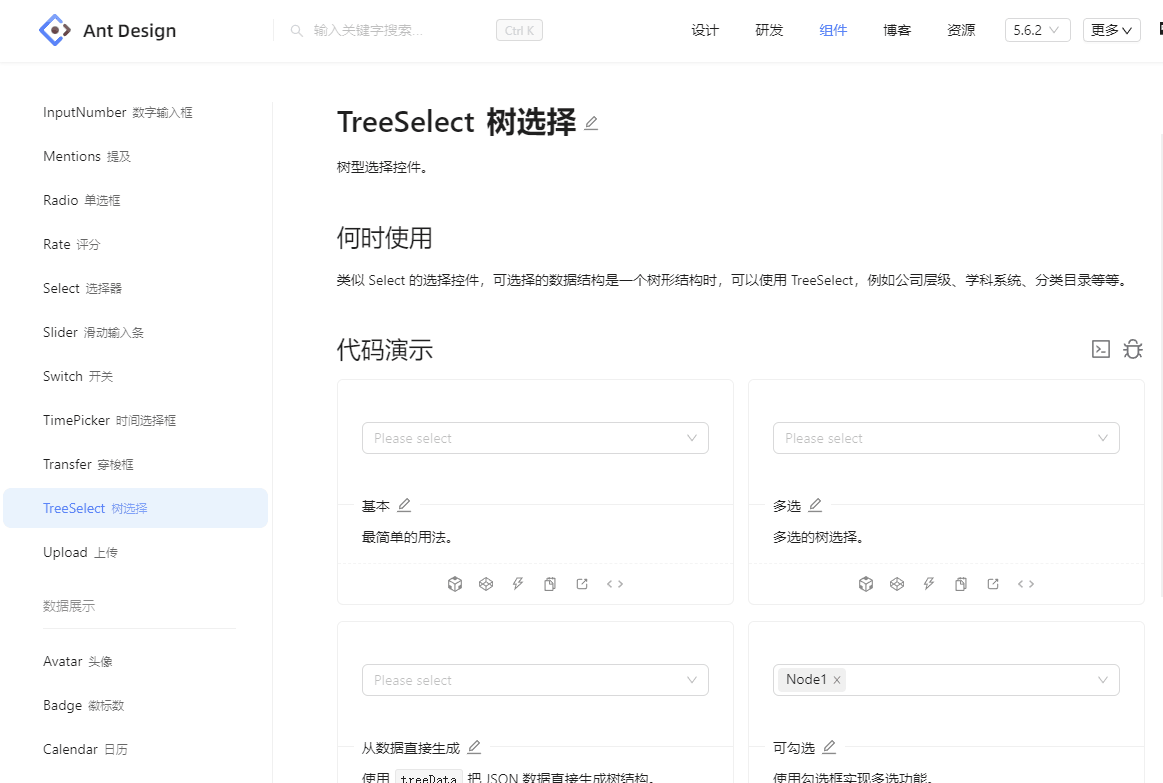 Ant Design
输入关键字搜索...
Ctrl K
设计
研发
组件
博客
资源
5.6.2
更多
InputNumber 数字输入框
Mentions 提及
Radio 单选框
Rate 评分
Select 选择器
Slider 滑动输入条
Switch 开关
TimePicker 时间选择框
Transfer 穿梭框
TreeSelect 树选择
Upload 上传
数据展示
Avatar 头像
Badge 徽标数
Calendar 日历
TreeSelect 树选择
树型选择控件。
何时使用
类似 Select 的选择控件，可选择的数据结构是一个树形结构时，可以使用 TreeSelect，例如公司层级、学科系统、分类目录等等。
代码演示
Please select
基本
最简单的用法。
Please select
多选
多选的树选择。
Please select
从数据直接生成
使用 treeData 把 JSON 数据直接生成树结构。
Node1
可勾选
使用勾选框实现多选功能。